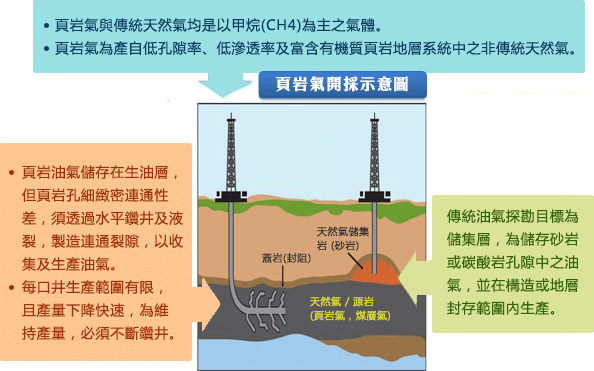 • 頁岩氣與傳統天然氣均是以甲烷(CH4)為主之氣體。
• 頁岩氣為產自低孔隙率、低滲透率及富含有機質頁岩地層系統中之非傳統天然氣。
頁岩氣開採示意圖
• 頁岩油氣儲存在生油層，
但頁岩孔細緻密連通性
差，須透過水平鑽井及液
裂，製造連通裂隙，以收
集及生產油氣。
• 每口井生產範圍有限，
且產量下降快速，為維
持產量，必須不斷鑽井。
天然氣儲集
岩 (砂岩)
蓋岩(封阻)
天然氣 / 源岩
(頁岩氣，煤層氣)
傳統油氣探勘目標為
儲集層，為儲存砂岩
或碳酸岩孔隙中之油
氣，並在構造或地層
封存範圍內生產。